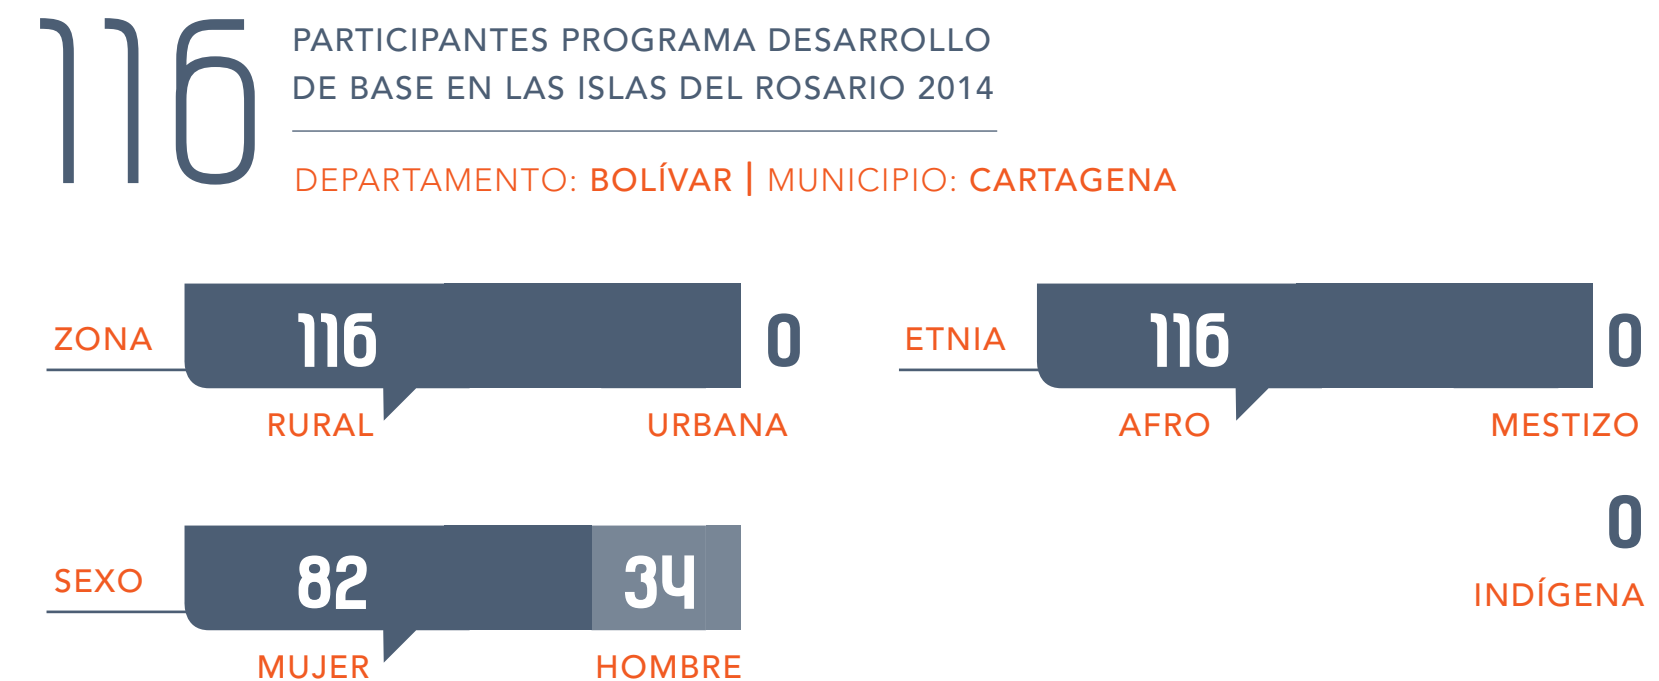 116
PARTICIPANTES PROGRAMA DESARROLLO
DE BASE EN LAS ISLAS DEL ROSARIO 2014
DEPARTAMENTO: BOLÍVAR | MUNICIPIO: CARTAGENA
ZONA 116 0
RURAL URBANA
ETNIA 116 0
AFRO MESTIZO
0
INDÍGENA
SEXO 82 34
MUJER HOMBRE